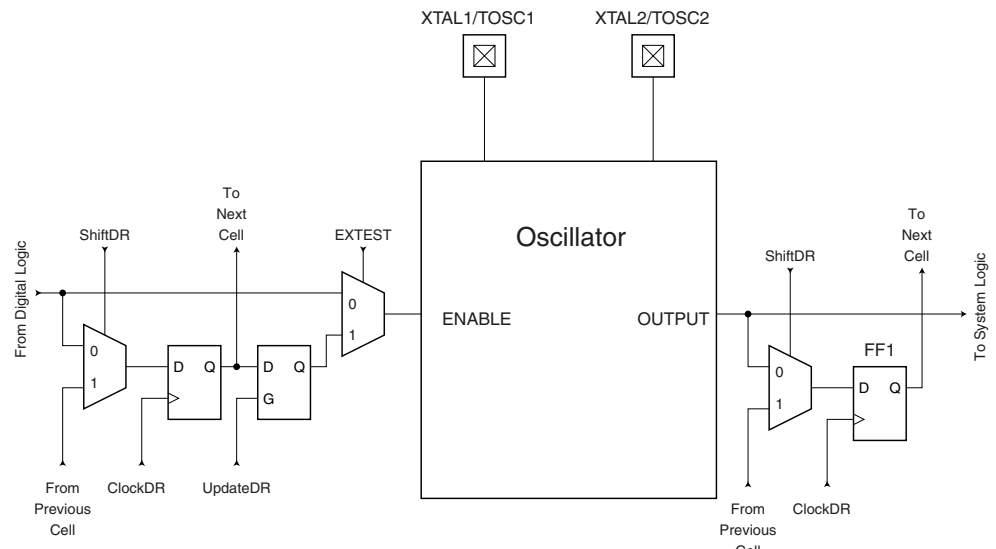 XTAL1/TOSC1
XTAL2/TOSC2
To
Next
Cell
ShiftDR
EXTEST
From Digital Logic
0
1
D Q
D Q
G
0
1
From
Previous
Cell
ClockDR
UpdateDR
Oscillator
ENABLE
OUTPUT
To
Next
Cell
ShiftDR
To System Logic
FF1
0
1
D Q
From
Previous
Cell
ClockDR